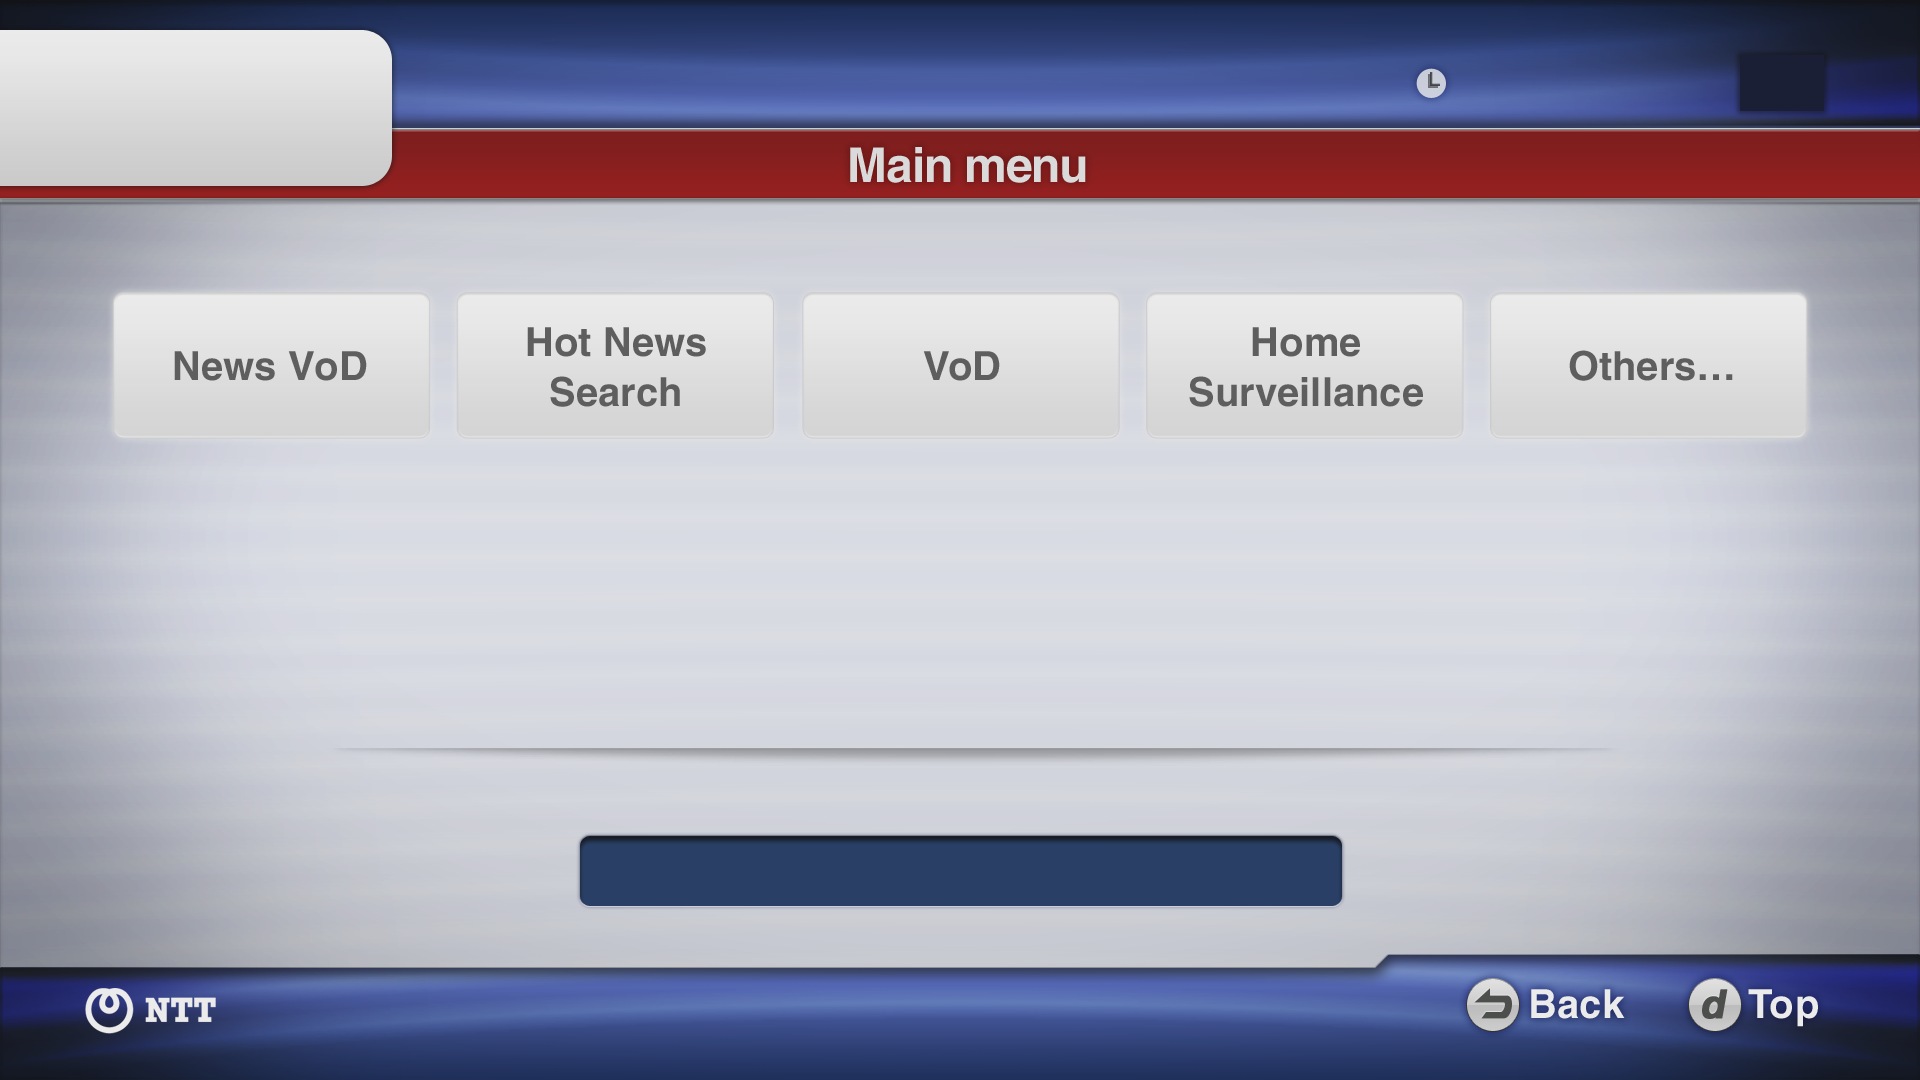 Main menu
News VoD
Hot News
Search
VoD
Home
Surveillance
Others...
NTT
Back
d Top